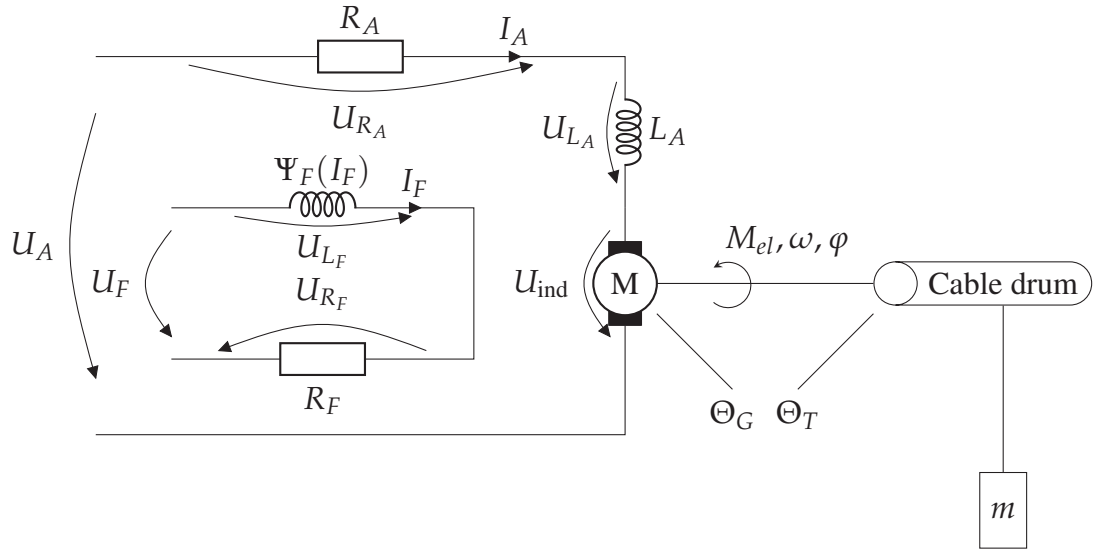 R_A
I_A
U_{R_A}
U_{L_A}
L_A
Ψ_F(I_F)
I_F
U_{L_F}
U_A
U_F
U_{R_F}
R_F
U_ind
M
M_{el}, ω, φ
Cable drum
Θ_G
Θ_T
m